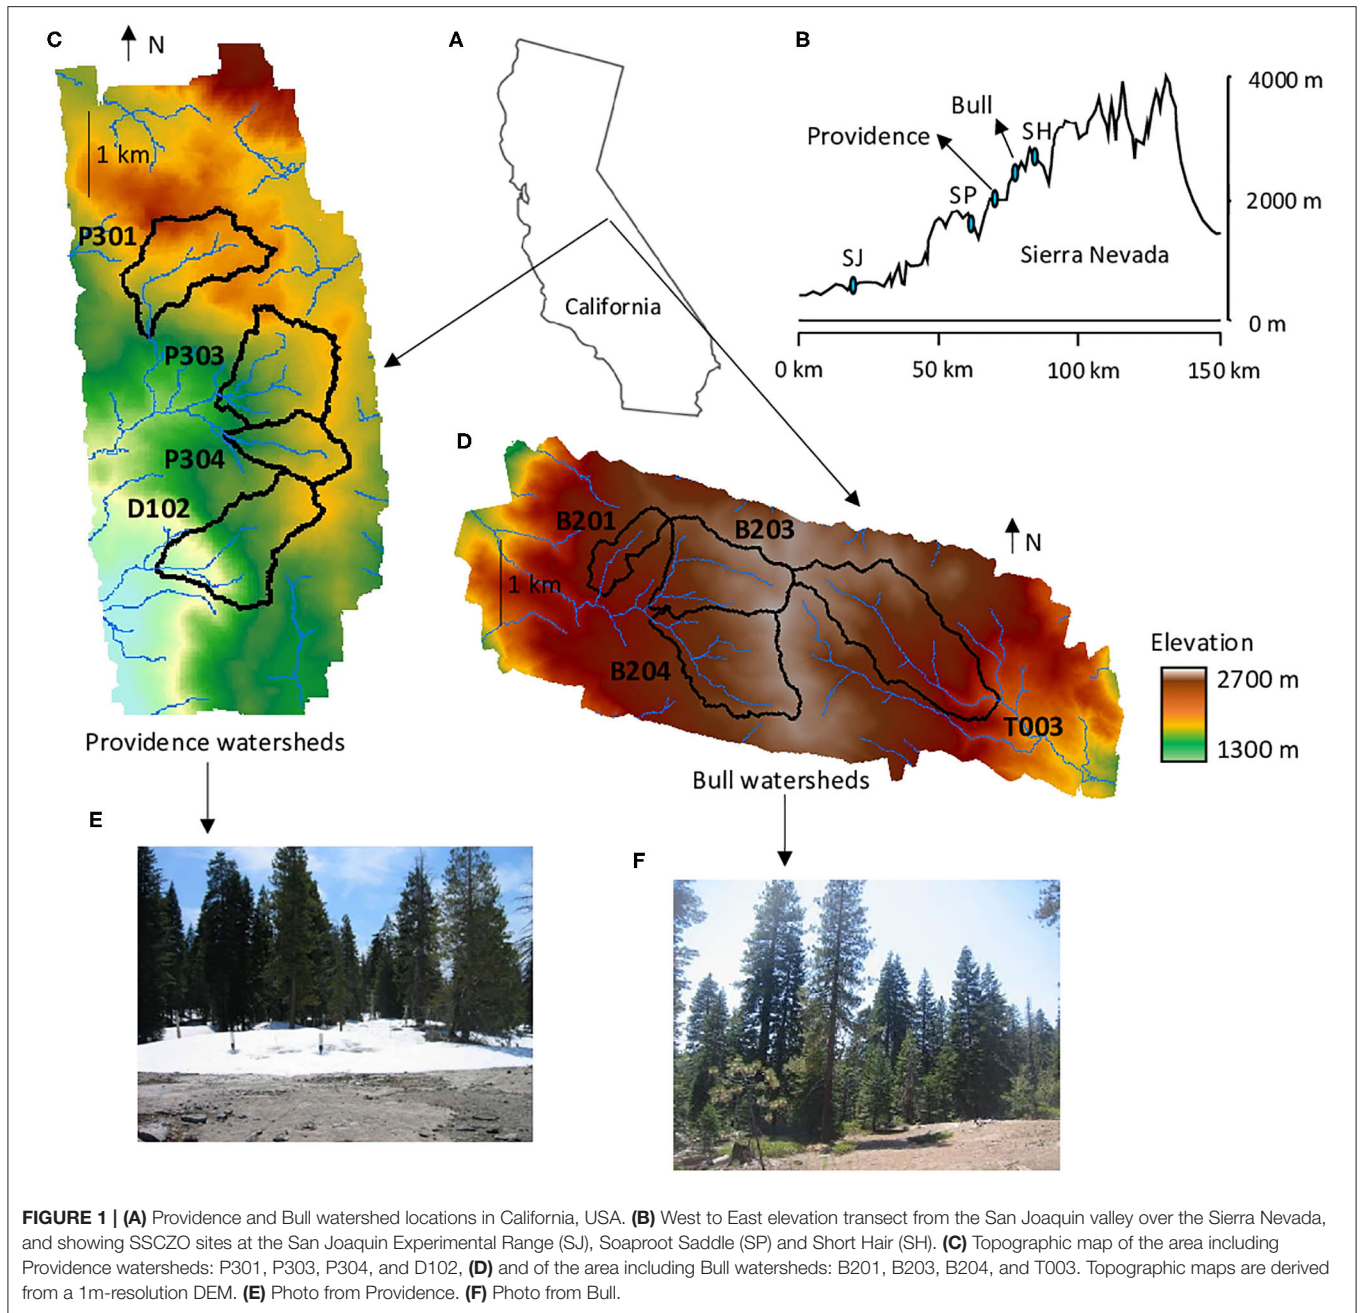 C
N
A
B
1 km
P301
P303
P304
D102
Providence watersheds
California
4000 m
2000 m
0 m
Bull
Providence
SH
SP
SJ
Sierra Nevada
0 km
50 km
100 km
150 km
D
B201
B203
N
1 km
B204
T003
Bull watersheds
Elevation
2700 m
1300 m
E
F
FIGURE 1 | (A) Providence and Bull watershed locations in California, USA. (B) West to East elevation transect from the San Joaquin valley over the Sierra Nevada,
and showing SSCZO sites at the San Joaquin Experimental Range (SJ), Soaproot Saddle (SP) and Short Hair (SH). (C) Topographic map of the area including
Providence watersheds: P301, P303, P304, and D102, (D) and of the area including Bull watersheds: B201, B203, B204, and T003. Topographic maps are derived
from a 1m-resolution DEM. (E) Photo from Providence. (F) Photo from Bull.